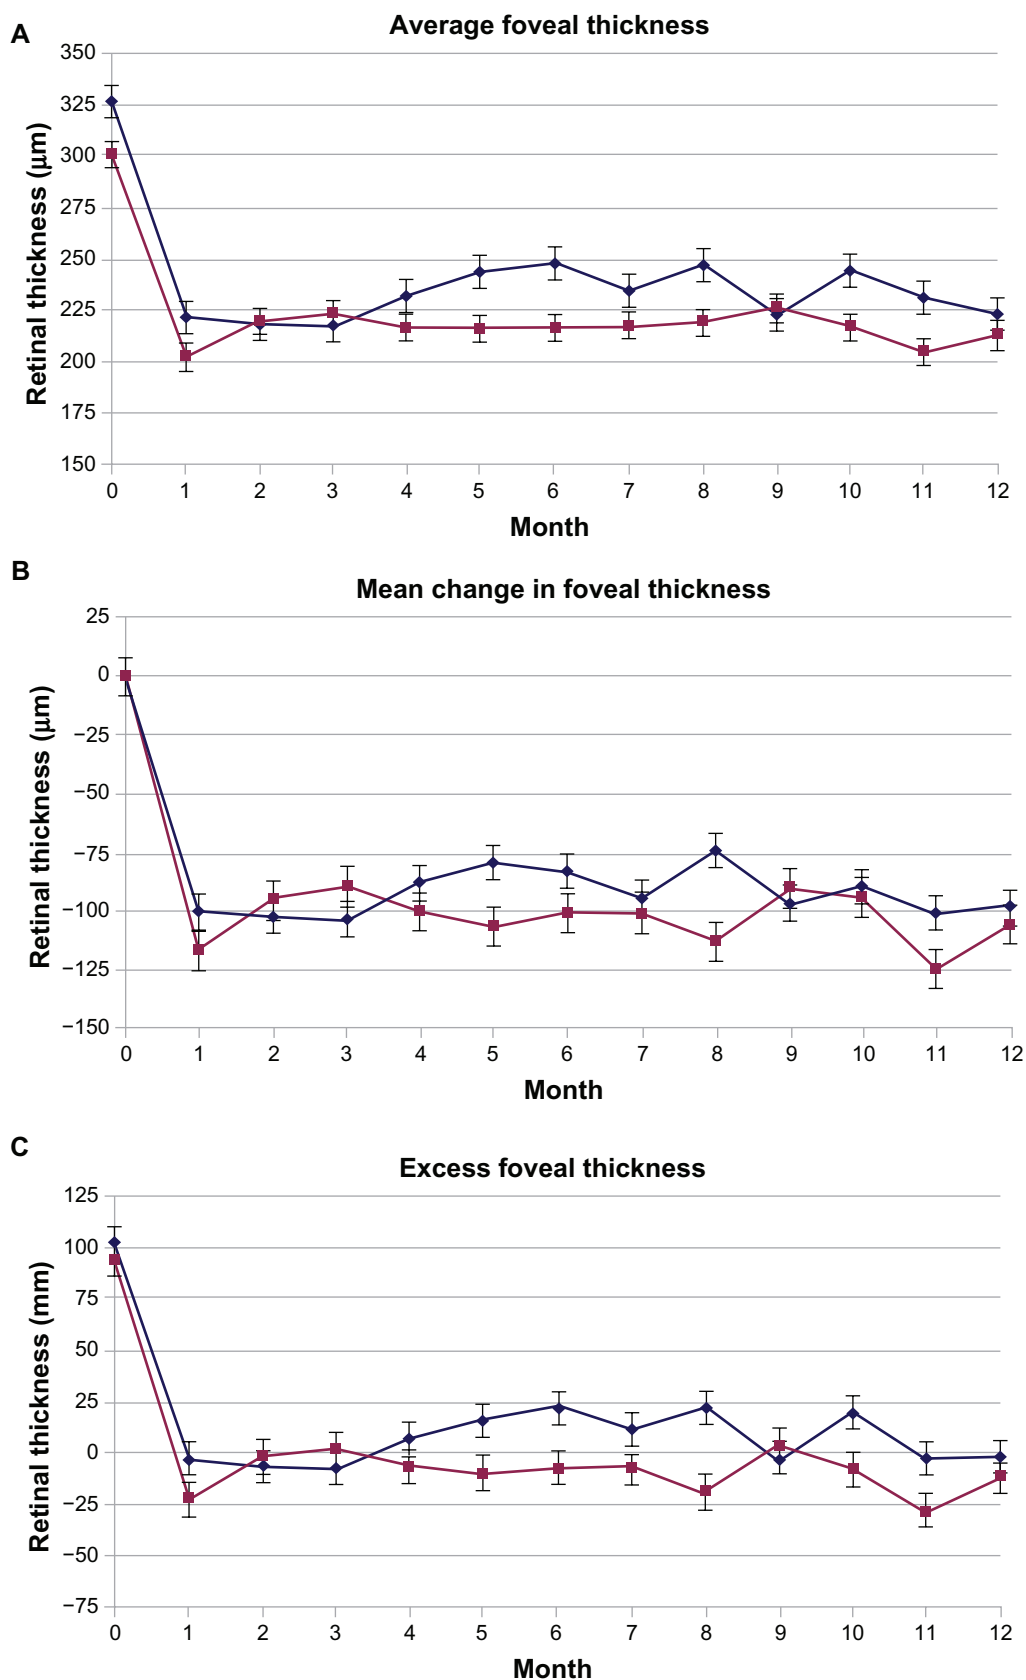 A
Average foveal thickness
Retinal thickness (µm)
350
325
300
275
250
225
200
175
150
0 1 2 3 4 5 6 7 8 9 10 11 12
Month
B
Mean change in foveal thickness
Retinal thickness (µm)
25
0
−25
−50
−75
−100
−125
−150
0 1 2 3 4 5 6 7 8 9 10 11 12
Month
C
Excess foveal thickness
Retinal thickness (mm)
125
100
75
50
25
0
−25
−50
−75
0 1 2 3 4 5 6 7 8 9 10 11 12
Month